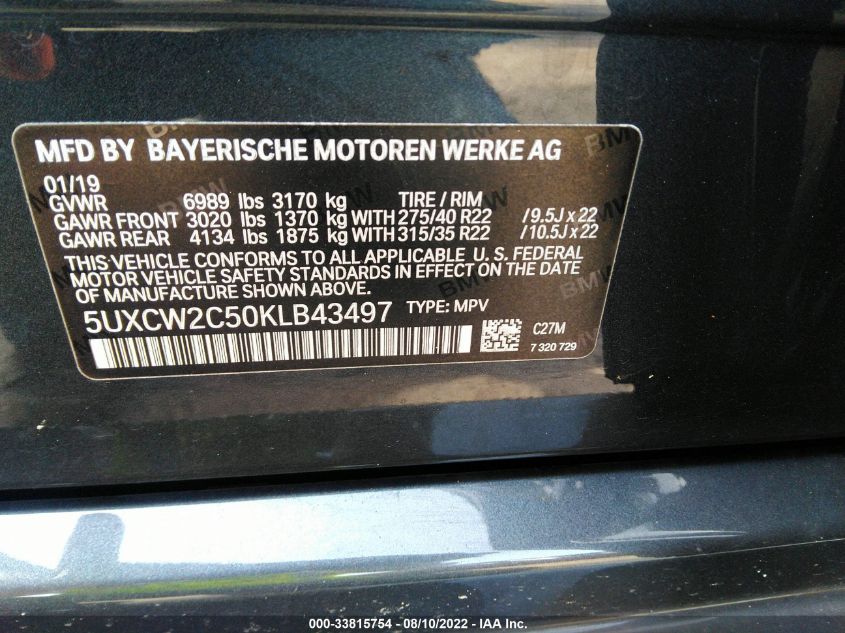 MFD BY BAYERISCHE MOTOREN WERKE AG
01/19
GVWR 6989 lbs 3170 kg TIRE / RIM
GAWR FRONT 3020 lbs 1370 kg WITH 275/40 R22 / 9.5J x 22
GAWR REAR 4134 lbs 1875 kg WITH 315/35 R22 / 10.5J x 22
THIS VEHICLE CONFORMS TO ALL APPLICABLE U. S. FEDERAL
MOTOR VEHICLE SAFETY STANDARDS IN EFFECT ON THE DATE
OF MANUFACTURE SHOWN ABOVE.
5UXCW2C50KLB43497 TYPE: MPV
C27M
7 320 729
000-33815754 - 08/10/2022 - IAA Inc.